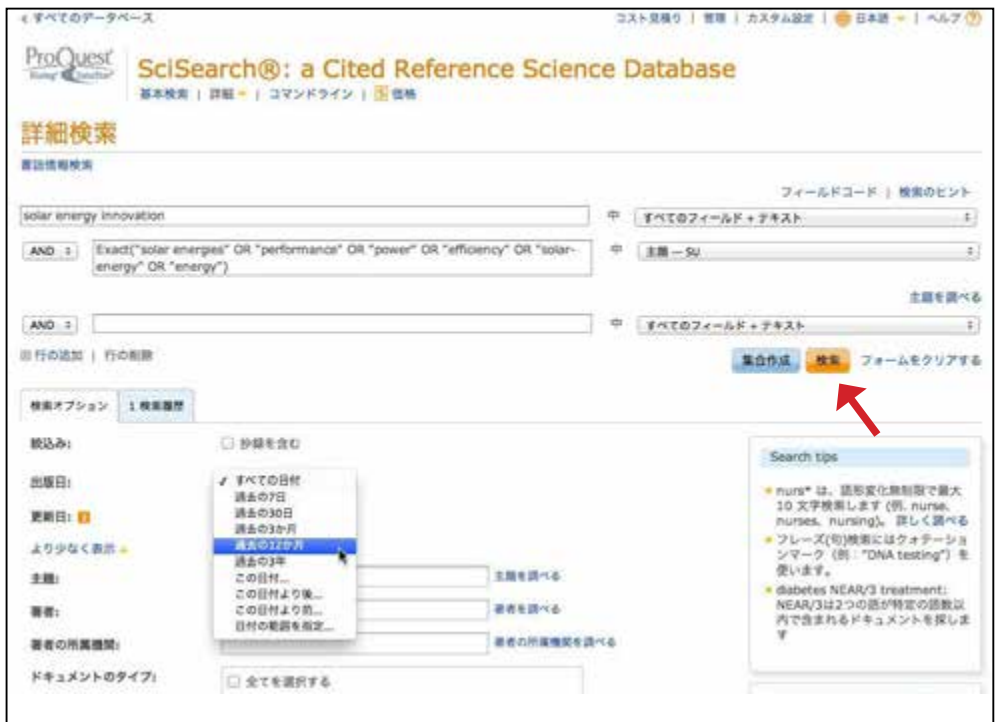 すべてのデータベース
コスト見積り | 管理 | カスタム設定 | 日本語 | ヘルプ
ProQuest
SciSearch®: a Cited Reference Science Database
基本検索 | 詳細 | コマンドライン | $ 価格
詳細検索
書誌情報検索
フィールドコード | 検索のヒント
solar energy innovation 中 すべてのフィールド + テキスト
AND Exact("solar energies" OR "performance" OR "power" OR "efficiency" OR "solar-
energy" OR "energy") 中 主題 — SU
主題を調べる
AND 中 すべてのフィールド + テキスト
行の追加 | 行の削除
集合作成 検索 フォームをクリアする
検索オプション 1 検索履歴
絞込み: 抄録を含む
出版日: すべての日付
過去の7日
過去の30日
更新日:
過去の3か月
より少なく表示 過去の12か月
過去の3年
主題: この日付... 主題を調べる
この日付より後...
著者: この日付より前... 著者を調べる
日付の範囲を指定...
著者の所属機関: 著者の所属機関を調べる
ドキュメントのタイプ: 全てを選択する
Search tips
nurs* は、語形変化無制限で最大
10 文字検索します (例. nurse,
nurses, nursing)。 詳しく調べる
フレーズ(句)検索にはクォテーショ
ンマーク（例："DNA testing"）を
使います。
diabetes NEAR/3 treatment:
NEAR/3は2つの語が特定の語数以
内で含まれるドキュメントを探しま
す